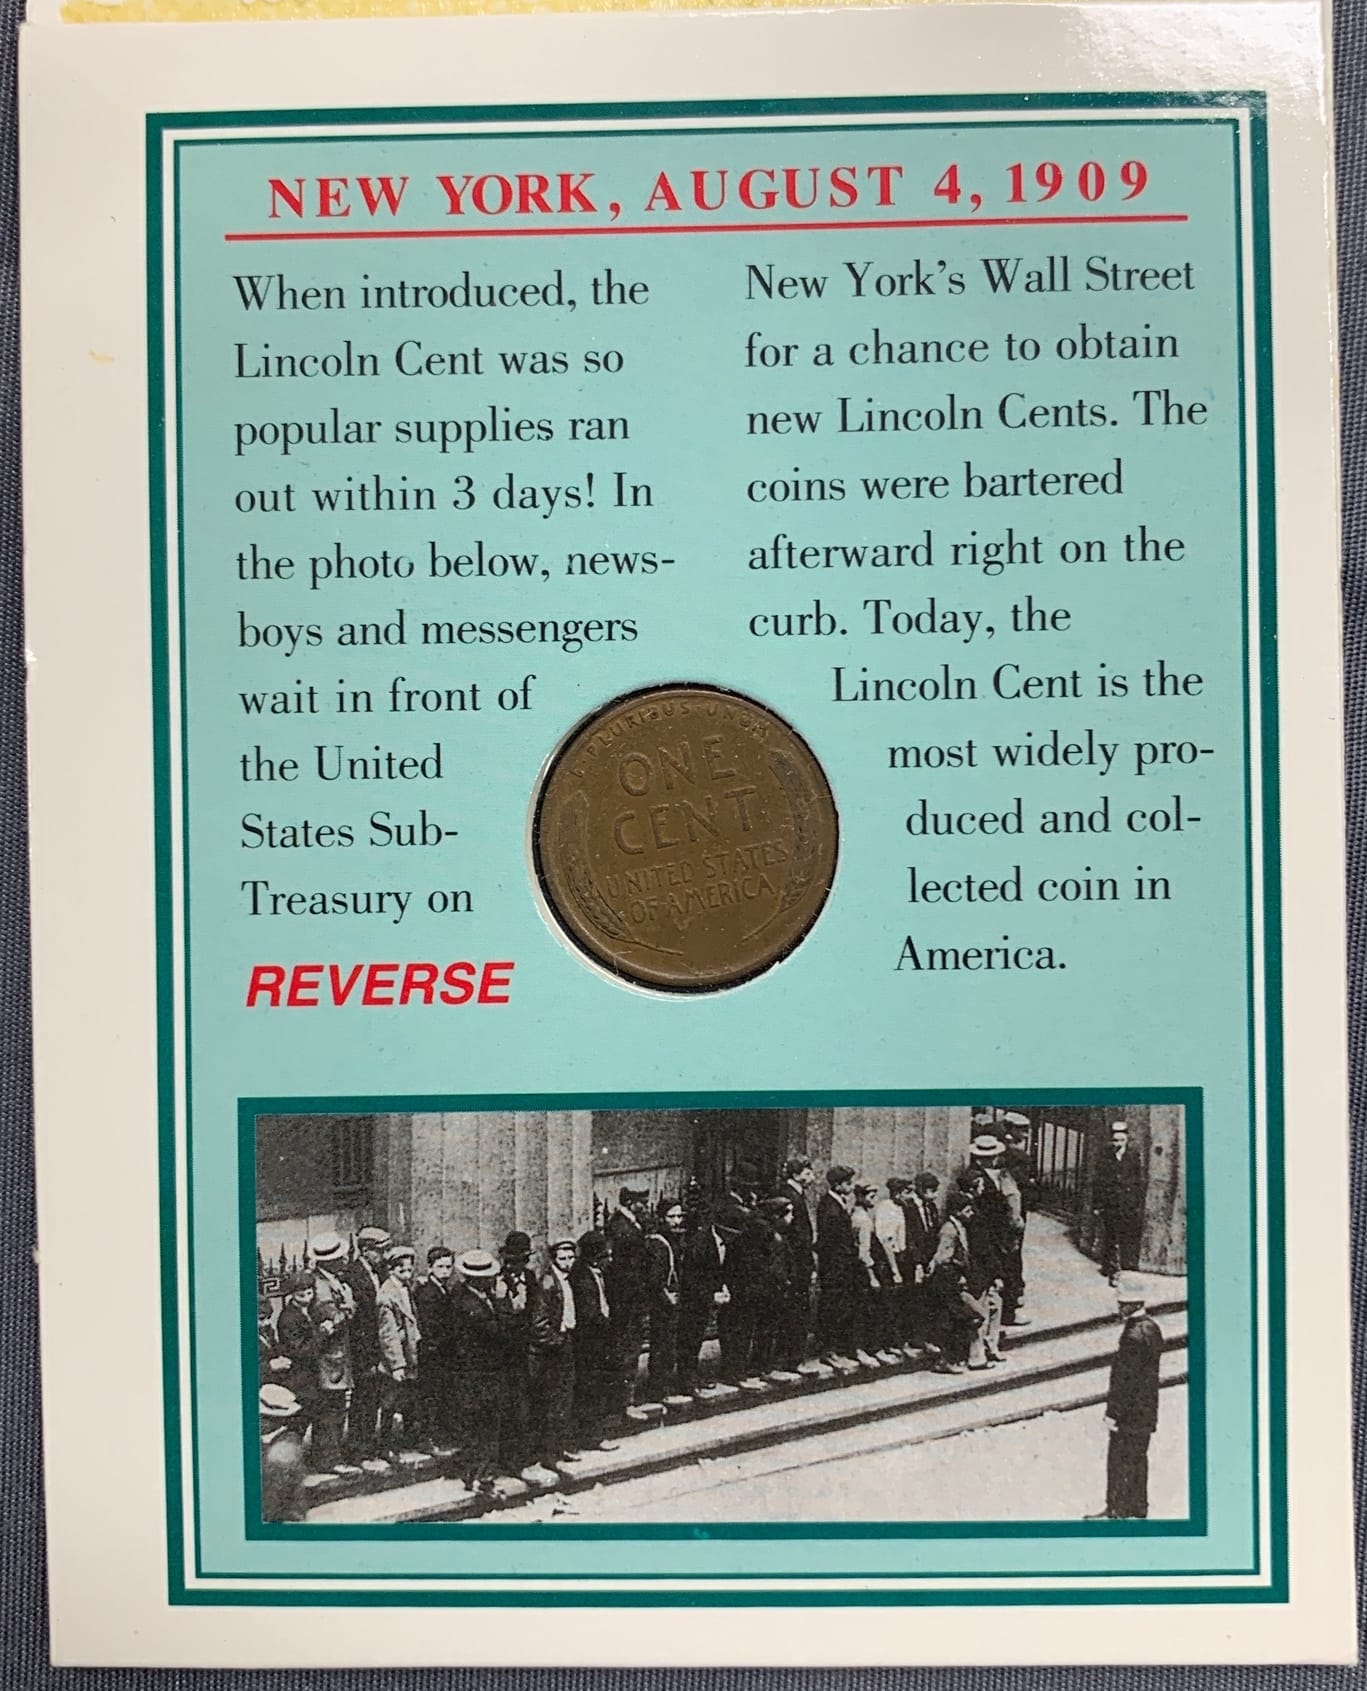 NEW YORK, AUGUST 4, 1909
When introduced, the
Lincoln Cent was so
popular supplies ran
out within 3 days! In
the photo below, news-
boys and messengers
wait in front of
the United
States Sub-
Treasury on
REVERSE
New York's Wall Street
for a chance to obtain
new Lincoln Cents. The
coins were bartered
afterward right on the
curb. Today, the
Lincoln Cent is the
most widely pro-
duced and col-
lected coin in
America.
E PLURIBUS UNUM
ONE
CENT
UNITED STATES
OF AMERICA